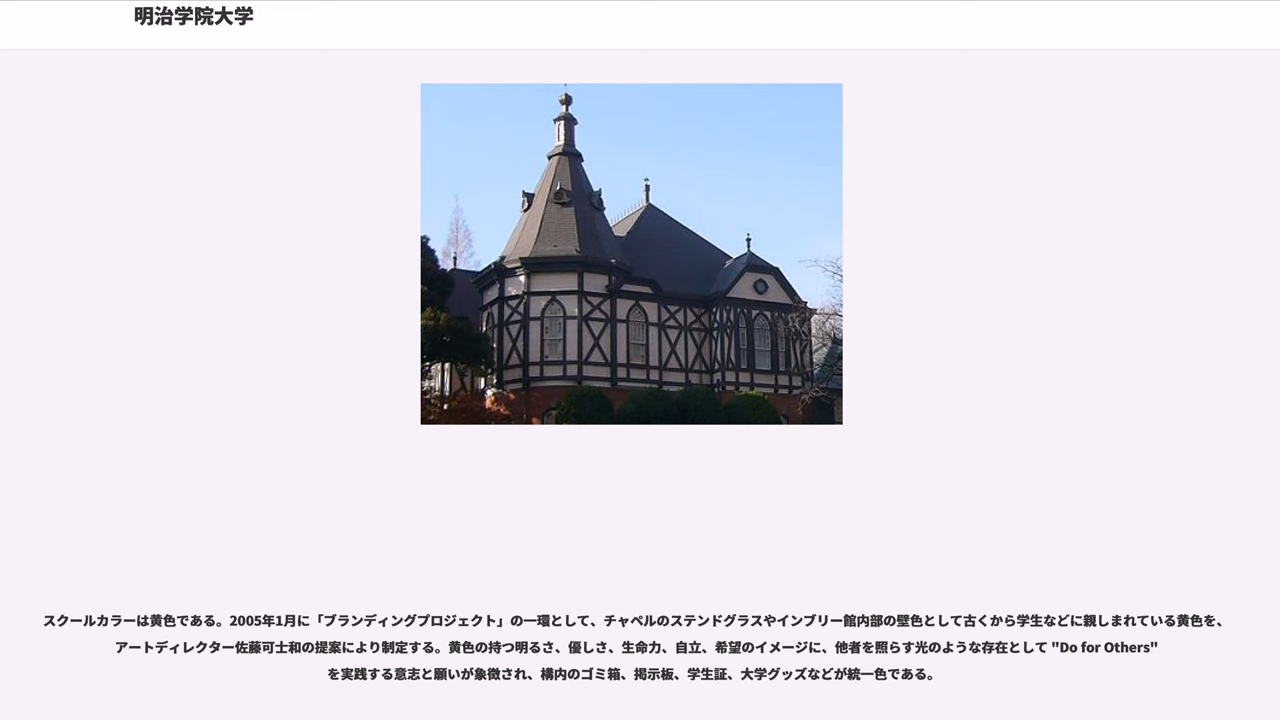 明治学院大学
スクールカラーは黄色である。2005年1月に「ブランディングプロジェクト」の一環として、チャペルのステンドグラスやインブリー館内部の壁色として古くから学生などに親しまれている黄色を、
アートディレクター佐藤可士和の提案により制定する。黄色の持つ明るさ、優しさ、生命力、自立、希望のイメージに、他者を照らす光のような存在として "Do for Others"
を実践する意志と願いが象徴され、構内のゴミ箱、掲示板、学生証、大学グッズなどが統一色である。